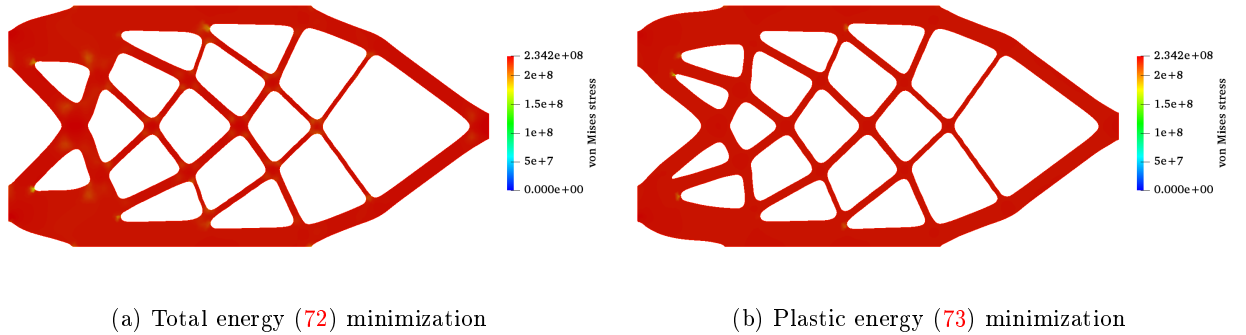 2.342e+08
2e+8
1.5e+8
1e+8
5e+7
0.000e+00
von Mises stress
2.342e+08
2e+8
1.5e+8
1e+8
5e+7
0.000e+00
von Mises stress
(a) Total energy (72) minimization
(b) Plastic energy (73) minimization